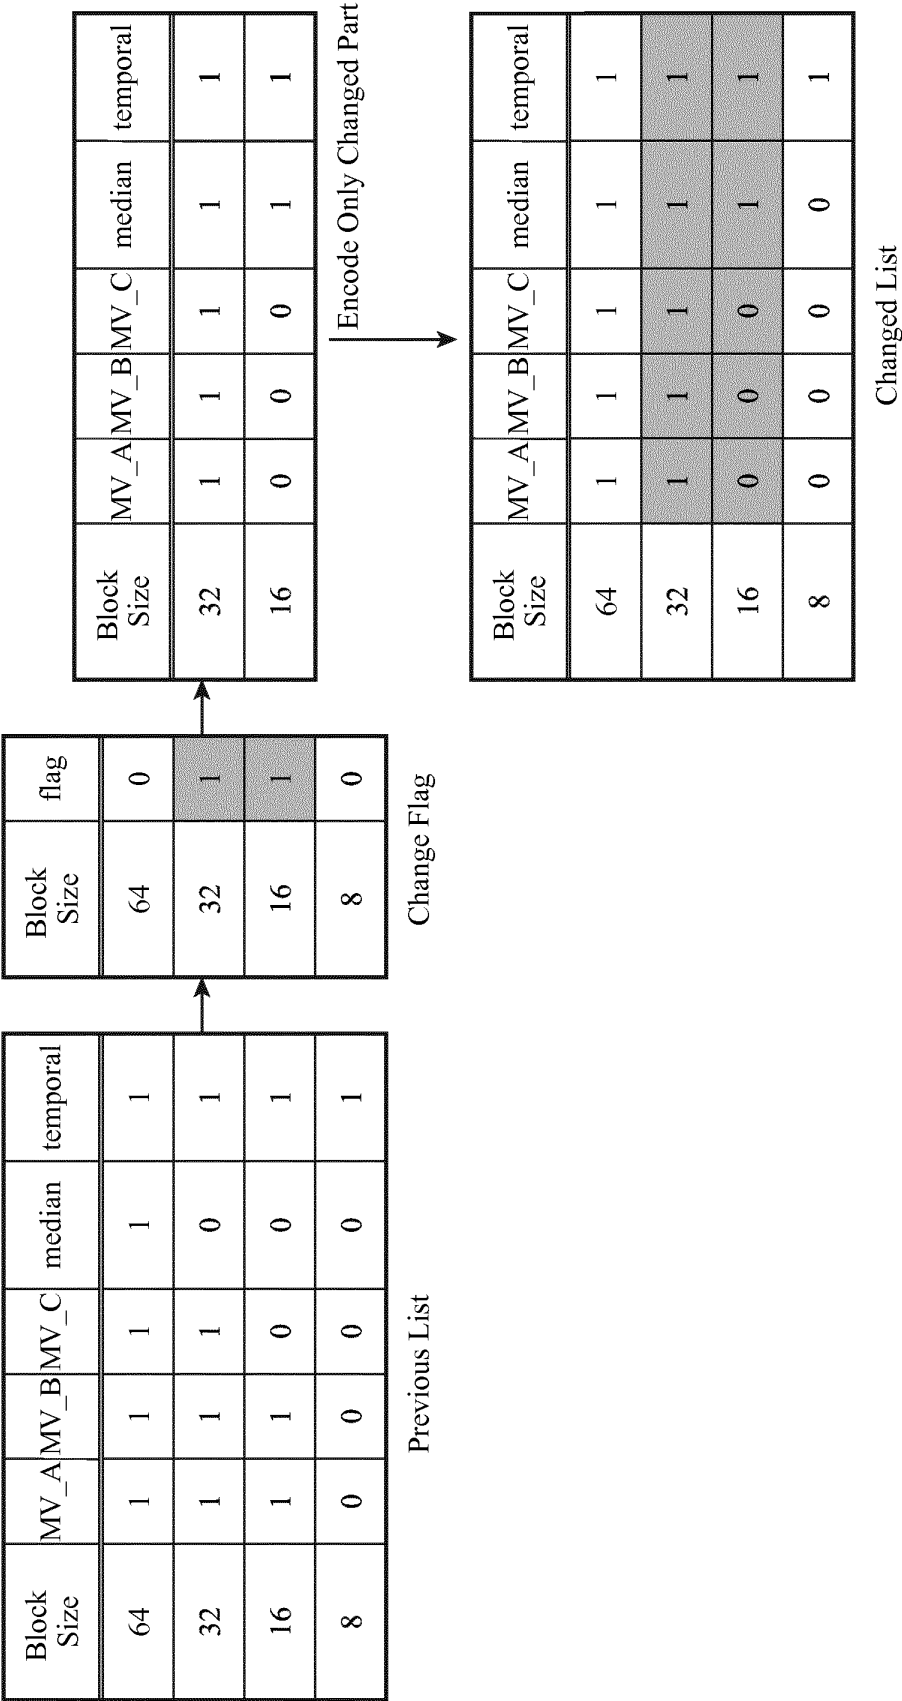 Block Size MV_A MV_B MV_C median temporal
64 1 1 1 1 1
32 1 1 1 0 1
16 1 1 0 0 1
8 0 0 0 0 1
Previous List
Block Size flag
64 0
32 1
16 1
8 0
Change Flag
Block Size MV_A MV_B MV_C median temporal
32 1 1 1 1 1
16 0 0 0 1 1
Encode Only Changed Part
Block Size MV_A MV_B MV_C median temporal
64 1 1 1 1 1
32 1 1 1 1 1
16 0 0 0 1 1
8 0 0 0 0 1
Changed List